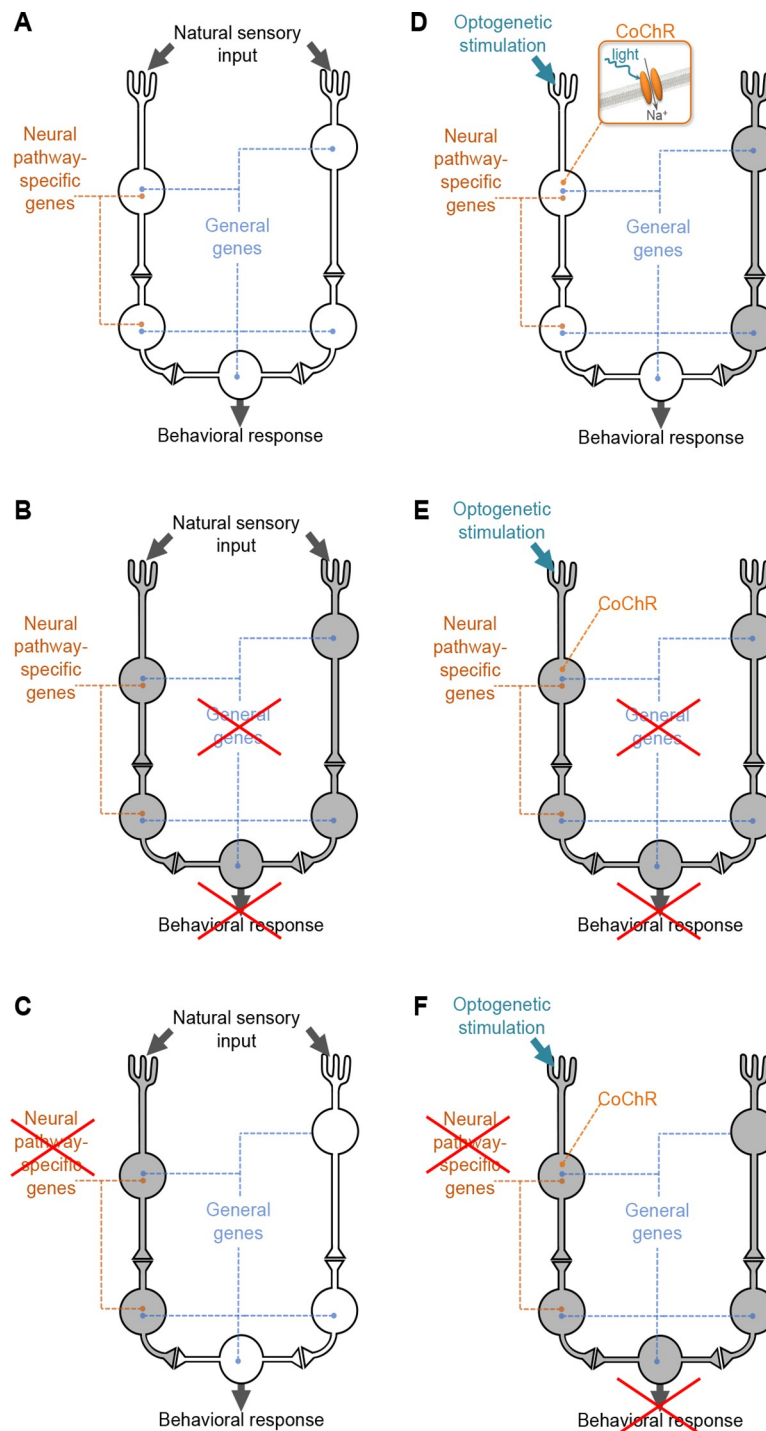 A
Natural sensory
input
Neural
pathway-
specific
genes
General
genes
Behavioral response
D
Optogenetic
stimulation
CoChR
light
Na+
Neural
pathway-
specific
genes
General
genes
Behavioral response
B
Natural sensory
input
Neural
pathway-
specific
genes
General
genes
Behavioral response
E
Optogenetic
stimulation
CoChR
Neural
pathway-
specific
genes
General
genes
Behavioral response
C
Natural sensory
input
Neural
pathway-
specific
genes
General
genes
Behavioral response
F
Optogenetic
stimulation
CoChR
Neural
pathway-
specific
genes
General
genes
Behavioral response